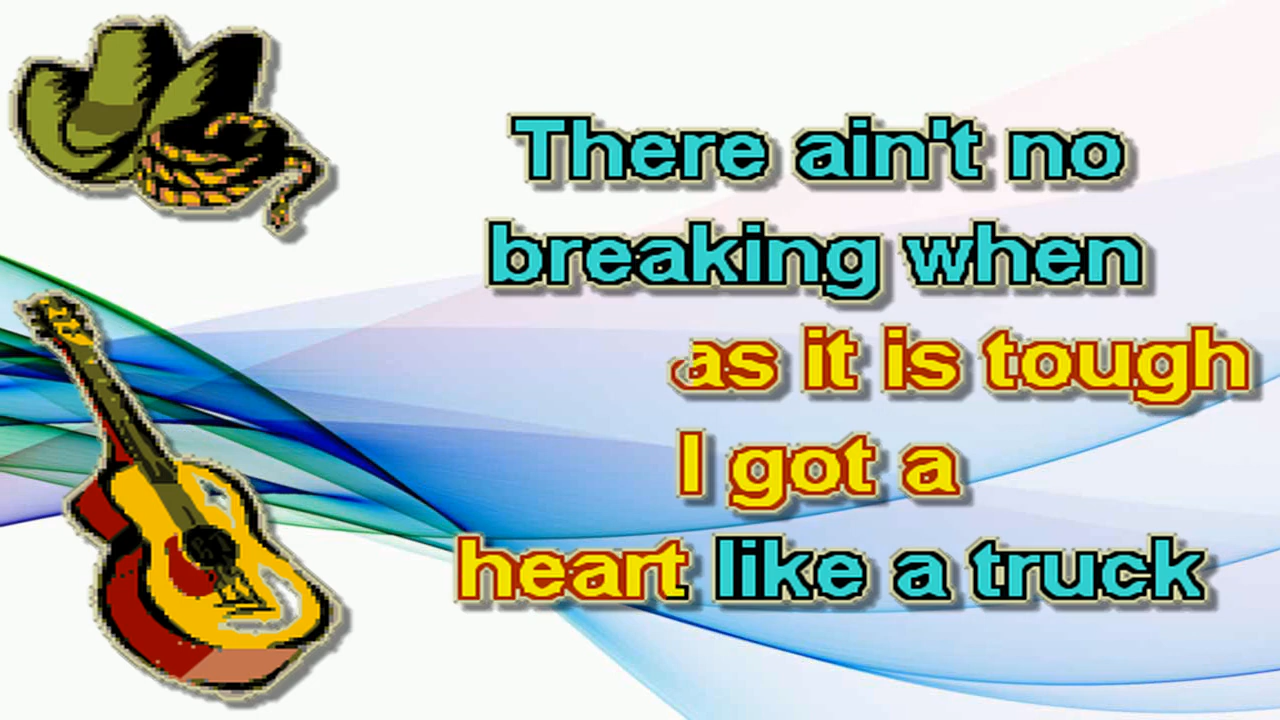 There ain't no
breaking when
as it is tough
I got a
heart like a truck